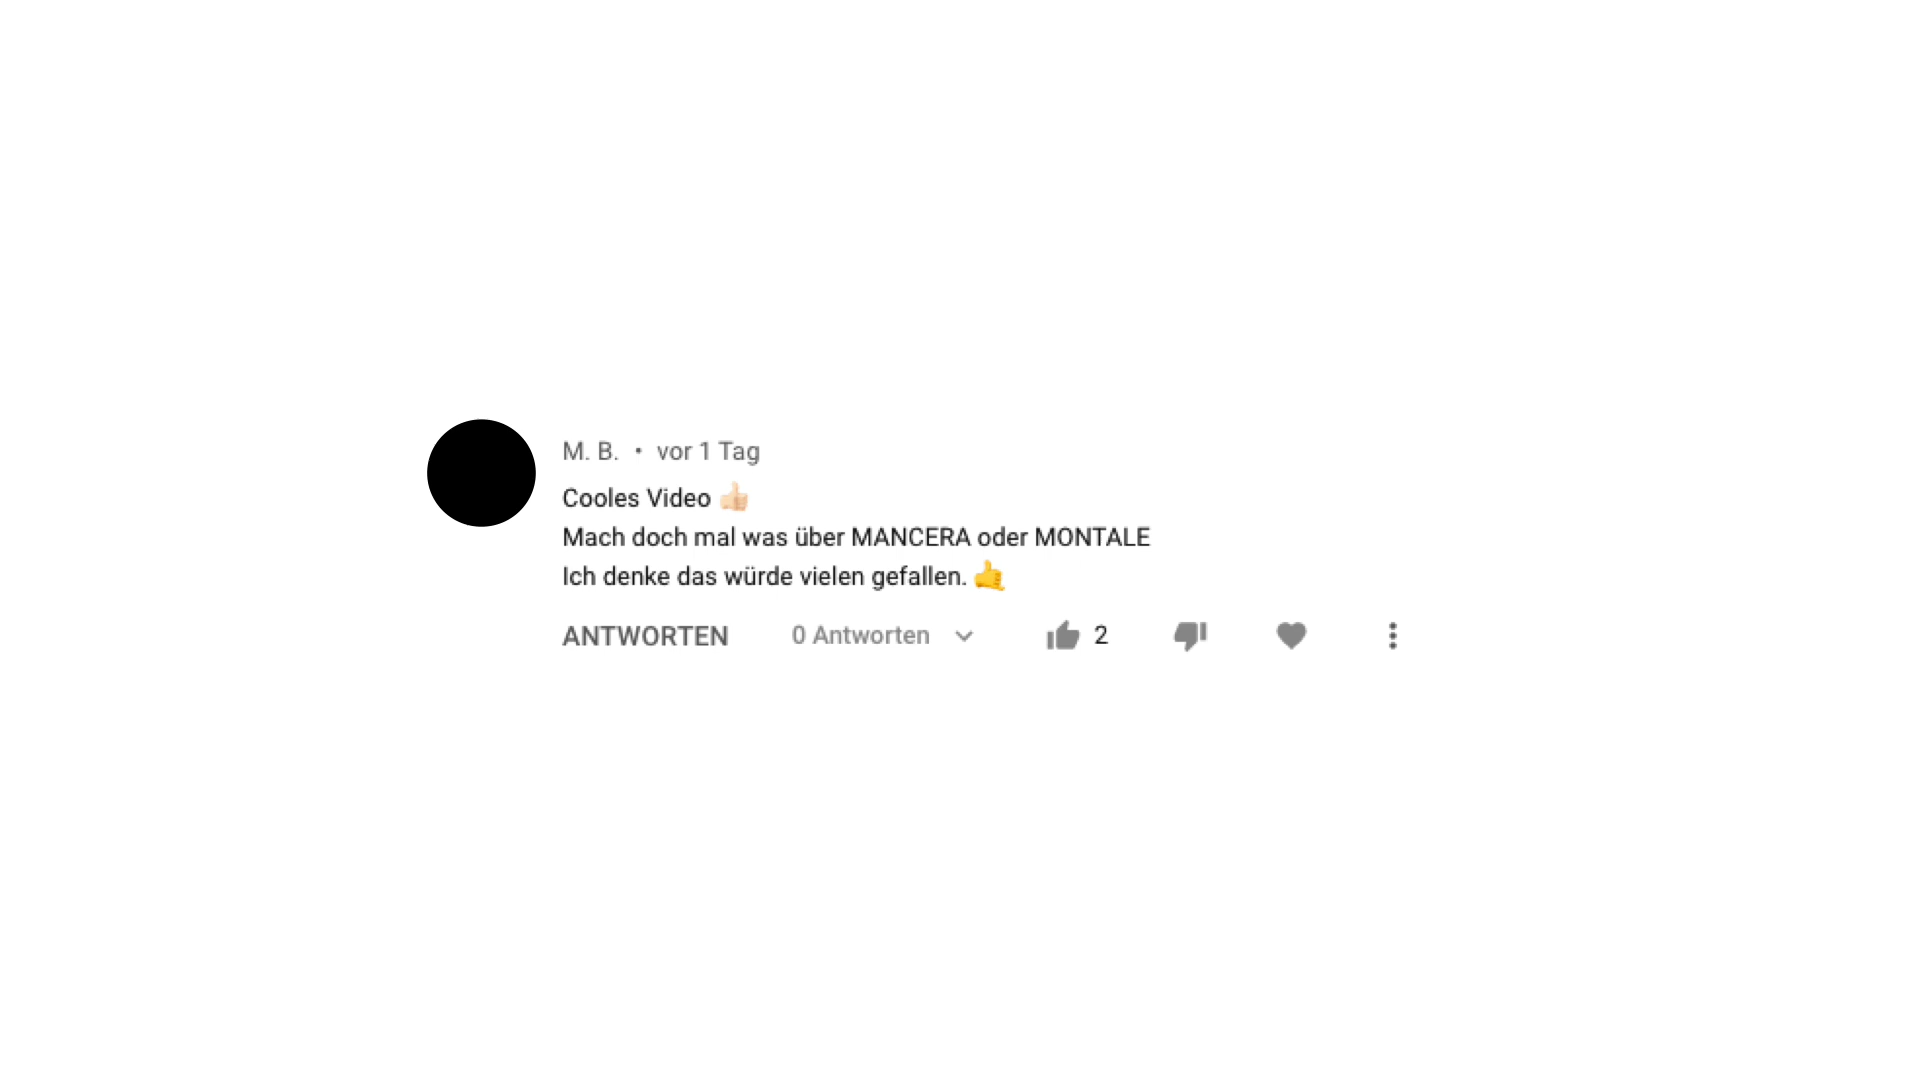 M. B. • vor 1 Tag
Cooles Video 👍🏻
Mach doch mal was über MANCERA oder MONTALE
Ich denke das würde vielen gefallen. 🤙
ANTWORTEN 0 Antworten 2